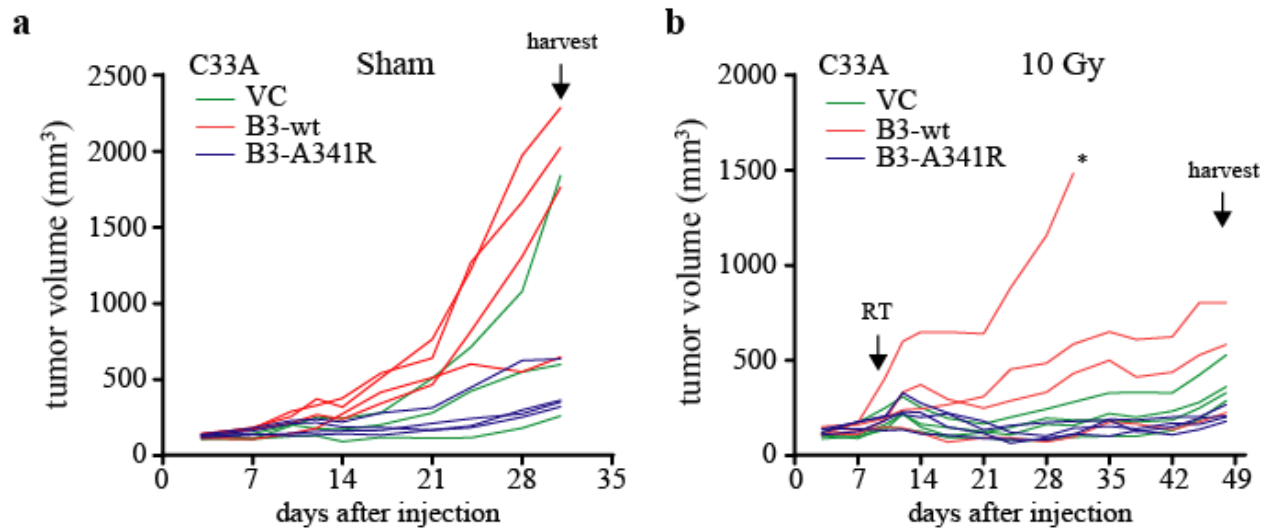 a
C33A Sham
harvest
VC
B3-wt
B3-A341R
tumor volume (mm³)
2500
2000
1500
1000
500
0
0 7 14 21 28 35
days after injection
b
C33A 10 Gy
VC
B3-wt
B3-A341R
*
harvest
RT
tumor volume (mm³)
2000
1500
1000
500
0
0 7 14 21 28 35 42 49
days after injection